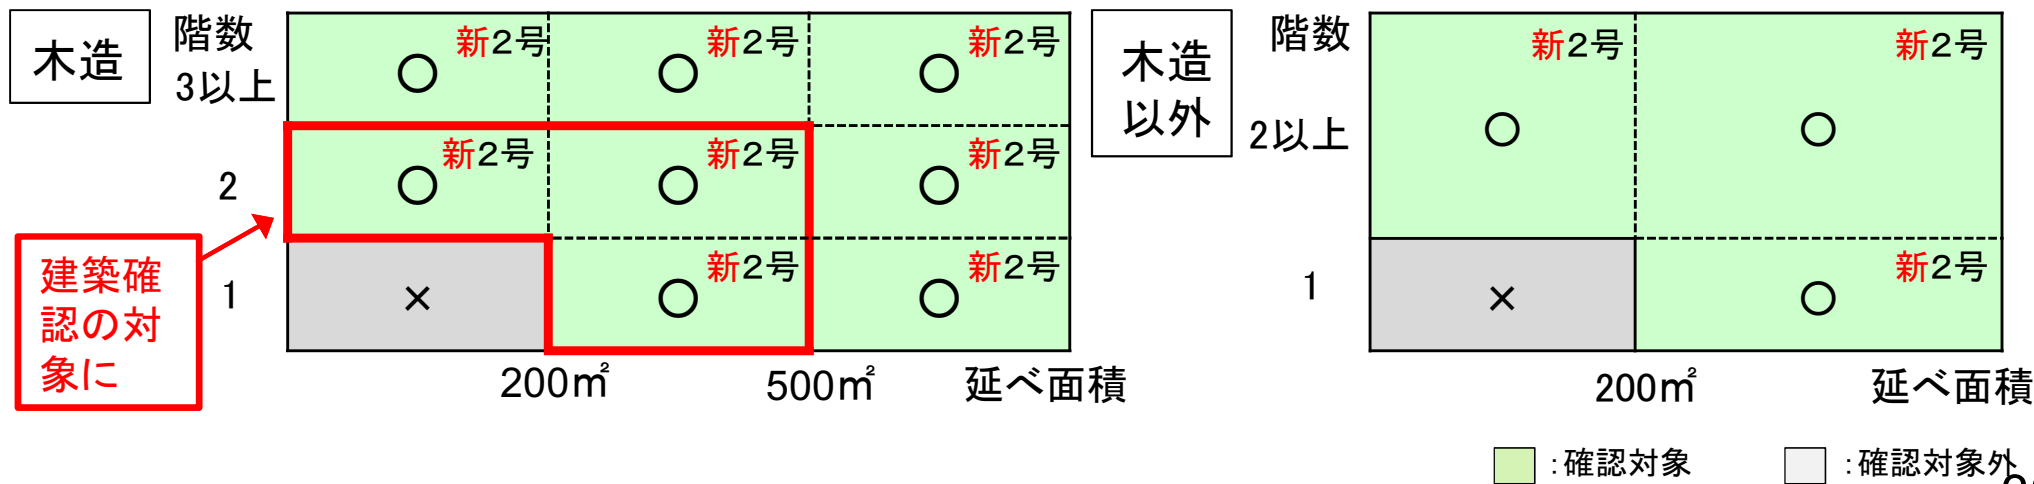 木造
階数
3以上
新2号
新2号
新2号
○
○
○
2
新2号
新2号
新2号
○
○
○
1
新2号
新2号
×
○
○
建築確
認の対
象に
200㎡
500㎡
延べ面積
木造
以外
階数
2以上
新2号
新2号
○
○
1
新2号
×
○
200㎡
延べ面積
:確認対象
:確認対象外